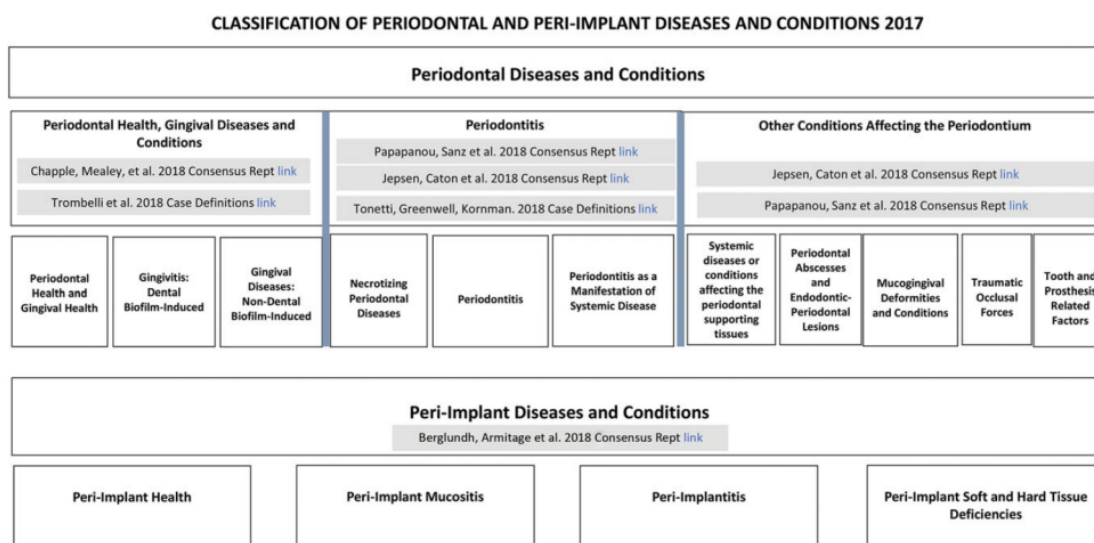 CLASSIFICATION OF PERIODONTAL AND PERI-IMPLANT DISEASES AND CONDITIONS 2017
Periodontal Diseases and Conditions
Periodontal Health, Gingival Diseases and
Conditions
Chapple, Mealey, et al. 2018 Consensus Rept link
Trombelli et al. 2018 Case Definitions link
Periodontitis
Papapanou, Sanz et al. 2018 Consensus Rept link
Jepsen, Caton et al. 2018 Consensus Rept link
Tonetti, Greenwell, Kornman. 2018 Case Definitions link
Other Conditions Affecting the Periodontium
Jepsen, Caton et al. 2018 Consensus Rept link
Papapanou, Sanz et al. 2018 Consensus Rept link
Periodontal
Health and
Gingival Health
Gingivitis:
Dental
Biofilm-Induced
Gingival
Diseases:
Non-Dental
Biofilm-Induced
Necrotizing
Periodontal
Diseases
Periodontitis
Periodontitis as a
Manifestation of
Systemic Disease
Systemic
diseases or
conditions
affecting the
periodontal
supporting
tissues
Periodontal
Abscesses
and
Endodontic-
Periodontal
Lesions
Mucogingival
Deformities
and Conditions
Traumatic
Occlusal
Forces
Tooth and
Prosthesis
Related
Factors
Peri-Implant Diseases and Conditions
Berglundh, Armitage et al. 2018 Consensus Rept link
Peri-Implant Health
Peri-Implant Mucositis
Peri-Implantitis
Peri-Implant Soft and Hard Tissue
Deficiencies